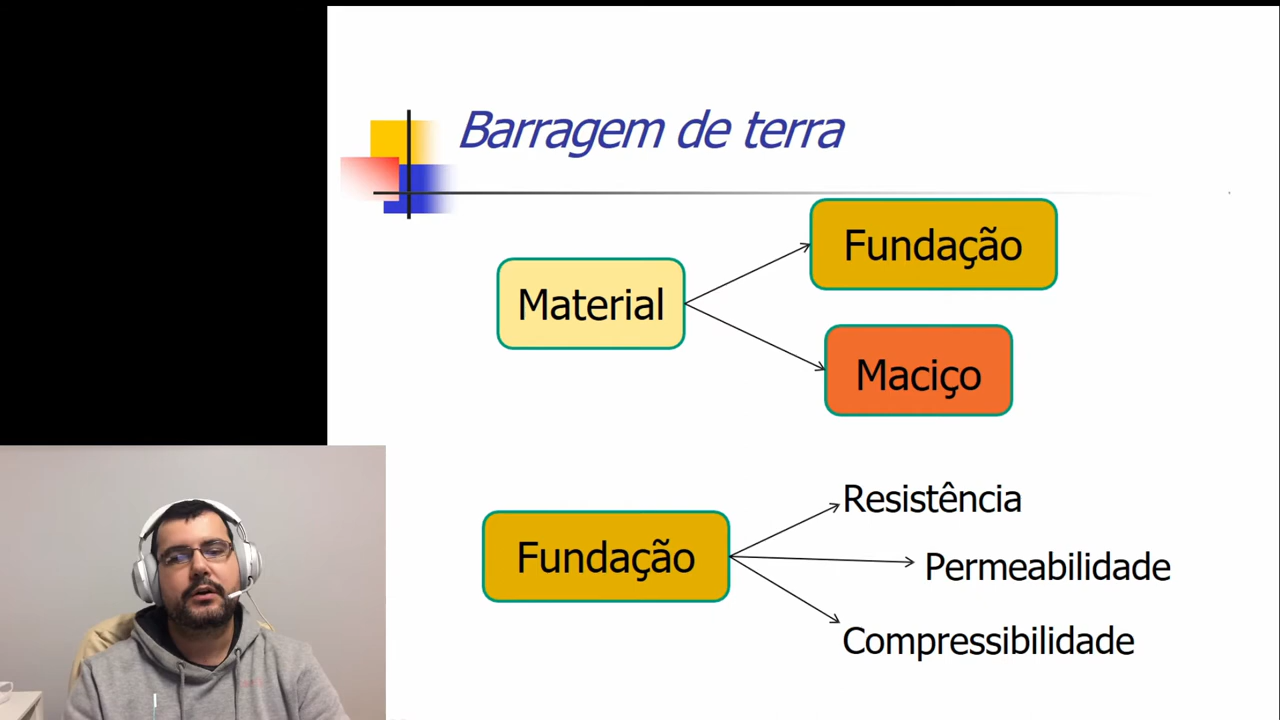 Barragem de terra
Fundação
Material
Maciço
Resistência
Fundação
Permeabilidade
Compressibilidade